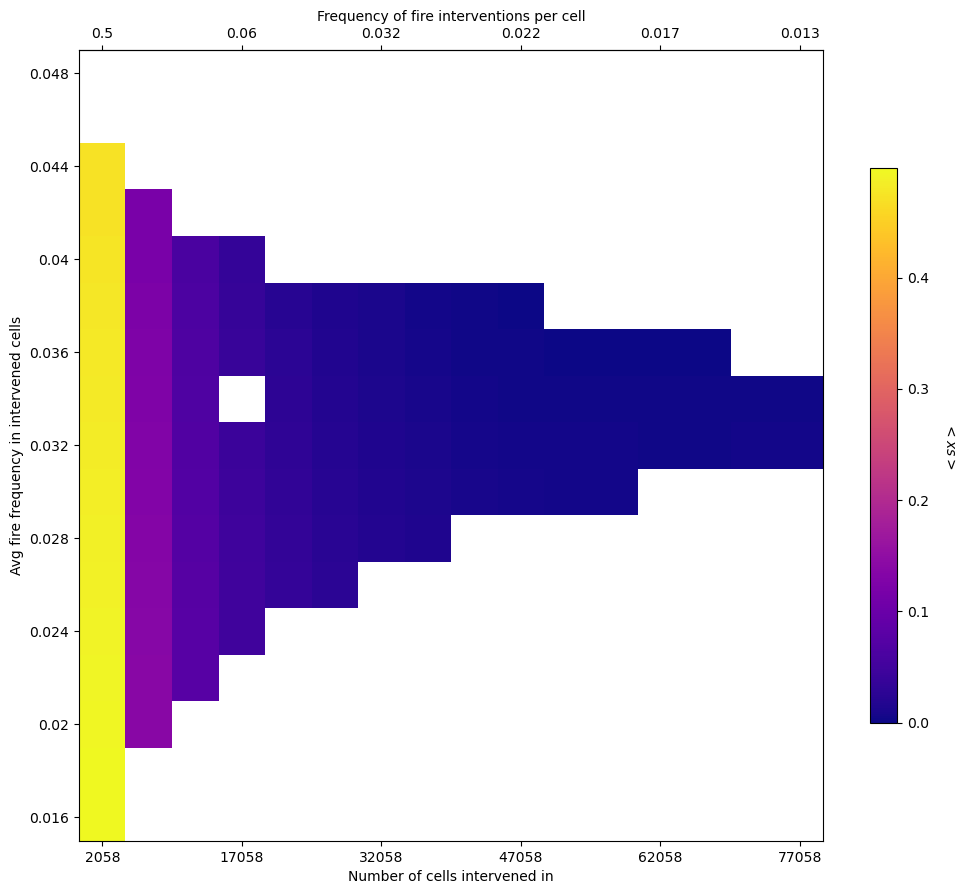 Frequency of fire interventions per cell
0.5 0.06 0.032 0.022 0.017 0.013
0.048
0.044
0.04
0.036
0.032
0.028
0.024
0.02
0.016
Avg fire frequency in intervened cells
2058 17058 32058 47058 62058 77058
Number of cells intervened in
0.4
0.3
0.2
0.1
0.0
< sx >